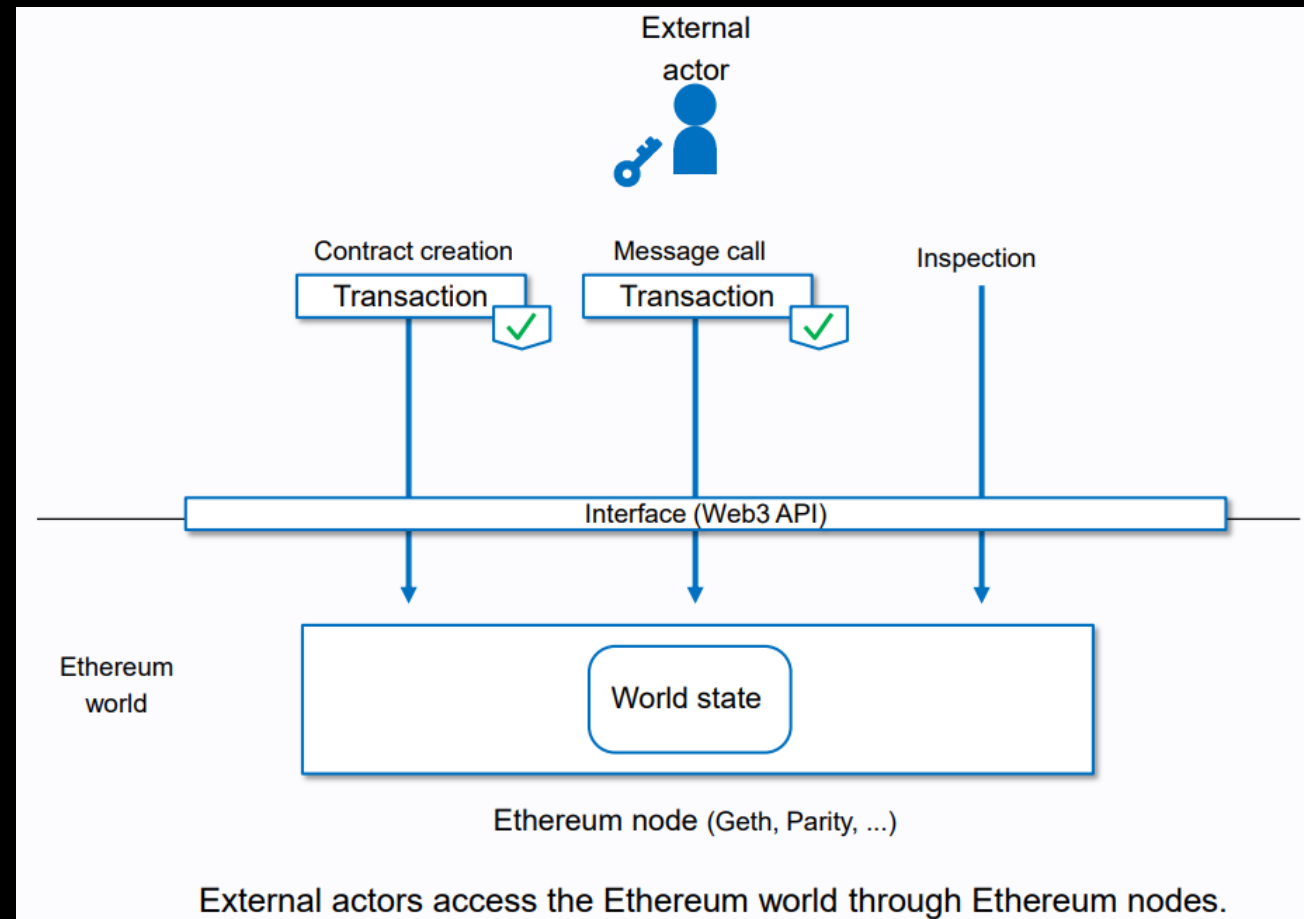 External
actor
Contract creation
Message call
Inspection
Transaction
Transaction
Interface (Web3 API)
Ethereum
world
World state
Ethereum node (Geth, Parity, ...)
External actors access the Ethereum world through Ethereum nodes.